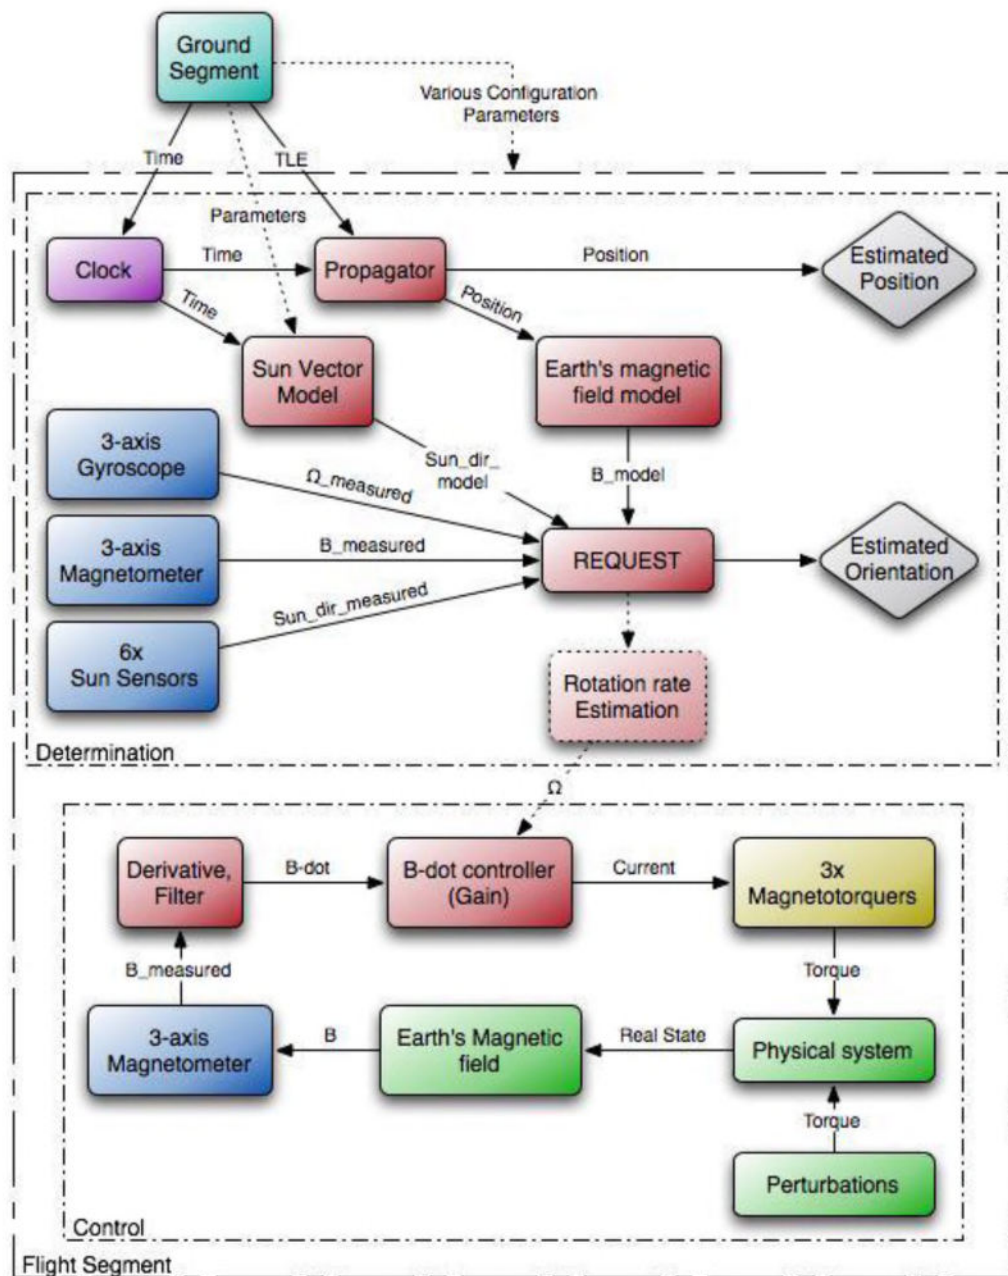 Ground
Segment
Various Configuration
Parameters
Time
TLE
Parameters
Clock
Time
Propagator
Position
Estimated
Position
Time
Position
Sun Vector
Model
Earth's magnetic
field model
3-axis
Gyroscope
Ω_measured
Sun_dir_
model
B_model
3-axis
Magnetometer
B_measured
REQUEST
Estimated
Orientation
Sun_dir_measured
6x
Sun Sensors
Rotation rate
Estimation
Determination
Ω
Derivative,
Filter
B-dot
B-dot controller
(Gain)
Current
3x
Magnetotorquers
B_measured
Torque
3-axis
Magnetometer
B
Earth's Magnetic
field
Real State
Physical system
Torque
Perturbations
Control
Flight Segment